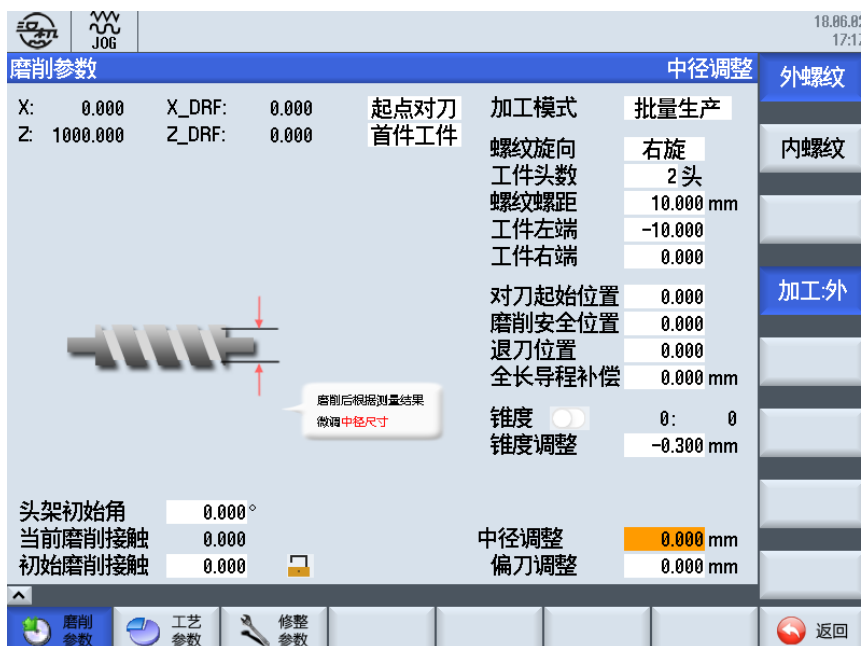 汉机
JOG
18.06.02
17:17
磨削参数 中径调整
外螺纹
X: 0.000 X_DRF: 0.000 起点对刀 加工模式 批量生产
Z: 1000.000 Z_DRF: 0.000 首件工件
螺纹旋向 右旋
内螺纹
工件头数 2 头
螺纹螺距 10.000 mm
工件左端 -10.000
工件右端 0.000
对刀起始位置 0.000
加工:外
磨削安全位置 0.000
退刀位置 0.000
全长导程补偿 0.000 mm
磨削后根据测量结果
微调中径尺寸
锥度 0: 0
锥度调整 -0.300 mm
头架初始角 0.000 °
当前磨削接触 0.000 中径调整 0.000 mm
初始磨削接触 0.000 偏刀调整 0.000 mm
磨削
参数
工艺
参数
修整
参数
返回